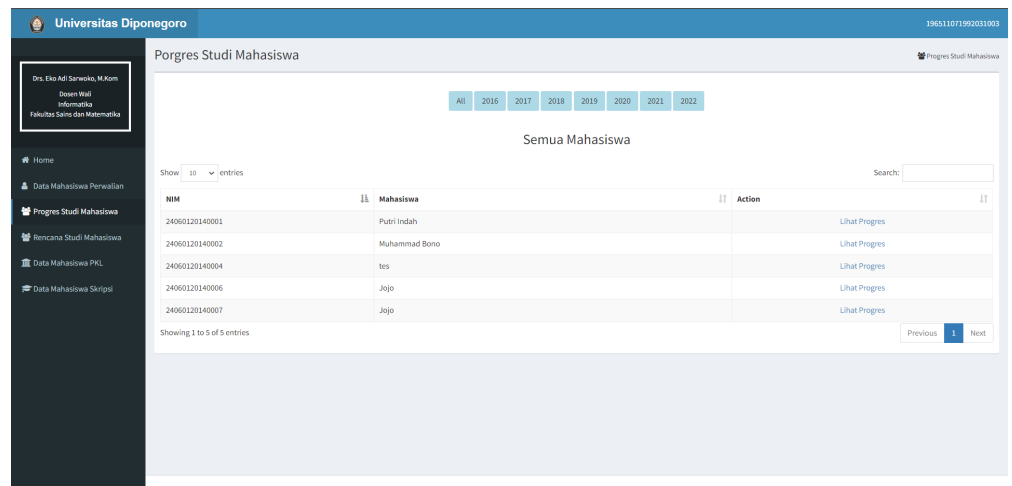 Universitas Diponegoro
196511071992031003
Drs. Eko Adi Sarwoko, M.Kom
Dosen Wali
Informatika
Fakultas Sains dan Matematika
Home
Data Mahasiswa Perwalian
Progres Studi Mahasiswa
Rencana Studi Mahasiswa
Data Mahasiswa PKL
Data Mahasiswa Skripsi
Porgres Studi Mahasiswa
Progres Studi Mahasiswa
All 2016 2017 2018 2019 2020 2021 2022
Semua Mahasiswa
Show 10 entries
Search:
NIM Mahasiswa Action
24060120140001 Putri Indah Lihat Progres
24060120140002 Muhammad Bono Lihat Progres
24060120140004 tes Lihat Progres
24060120140006 Jojo Lihat Progres
24060120140007 Jojo Lihat Progres
Showing 1 to 5 of 5 entries
Previous 1 Next